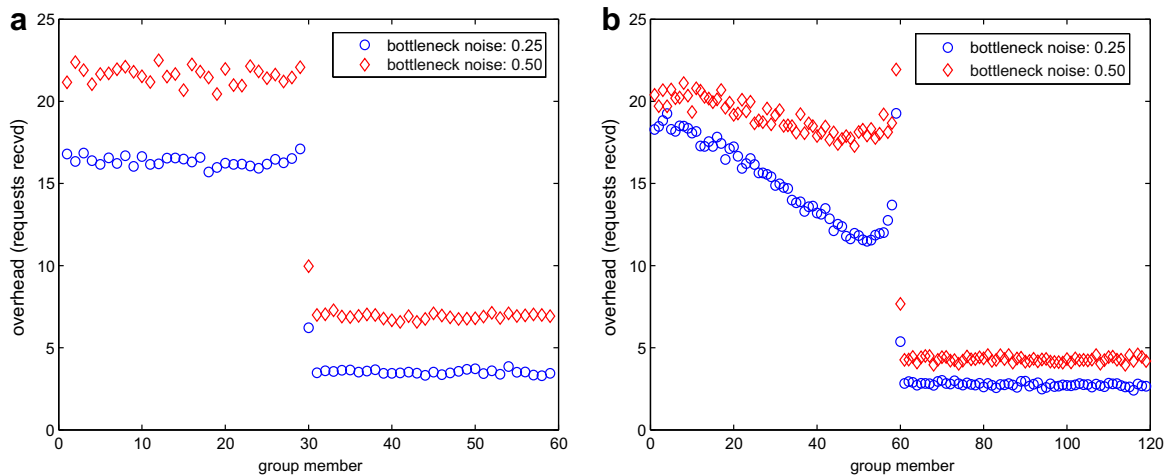 a
25
20
15
10
5
0
overhead (requests recvd)
bottleneck noise: 0.25
bottleneck noise: 0.50
0 10 20 30 40 50 60
group member
b
25
20
15
10
5
0
overhead (requests recvd)
bottleneck noise: 0.25
bottleneck noise: 0.50
0 20 40 60 80 100 120
group member